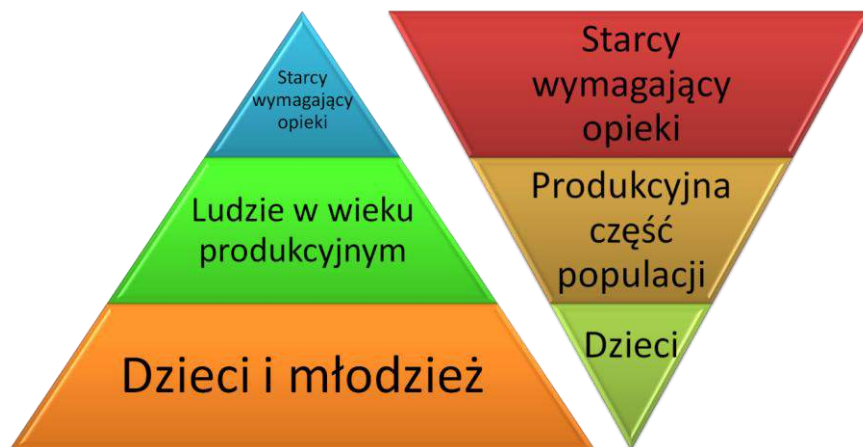 Starcy
wymagający
opieki
Ludzie w wieku
produkcyjnym
Dzieci i młodzież
Starcy
wymagający
opieki
Produkcyjna
część
populacji
Dzieci